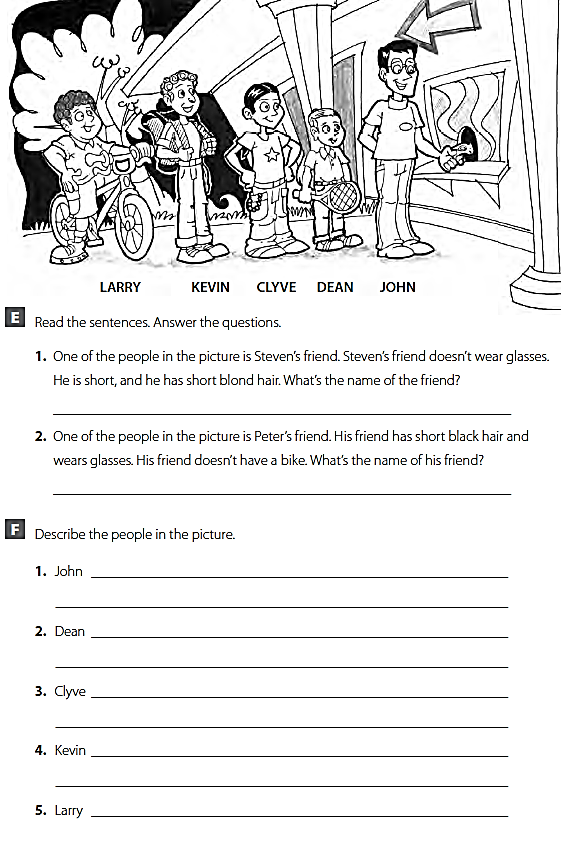 LARRY KEVIN CLYVE DEAN JOHN
E Read the sentences. Answer the questions.
1. One of the people in the picture is Steven's friend. Steven's friend doesn't wear glasses.
He is short, and he has short blond hair. What's the name of the friend?
2. One of the people in the picture is Peter's friend. His friend has short black hair and
wears glasses. His friend doesn't have a bike. What's the name of his friend?
F Describe the people in the picture.
1. John
2. Dean
3. Clyve
4. Kevin
5. Larry